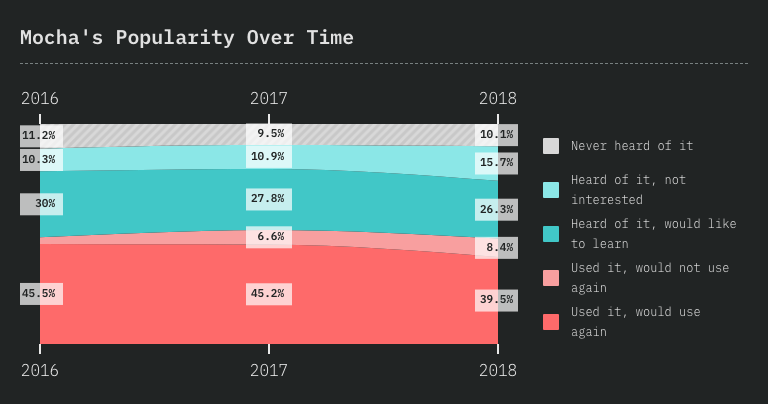 Mocha's Popularity Over Time
2016 2017 2018
11.2% 9.5% 10.1%
10.3% 10.9% 15.7%
30% 27.8% 26.3%
6.6% 8.4%
45.5% 45.2% 39.5%
2016 2017 2018
Never heard of it
Heard of it, not
interested
Heard of it, would like
to learn
Used it, would not use
again
Used it, would use
again